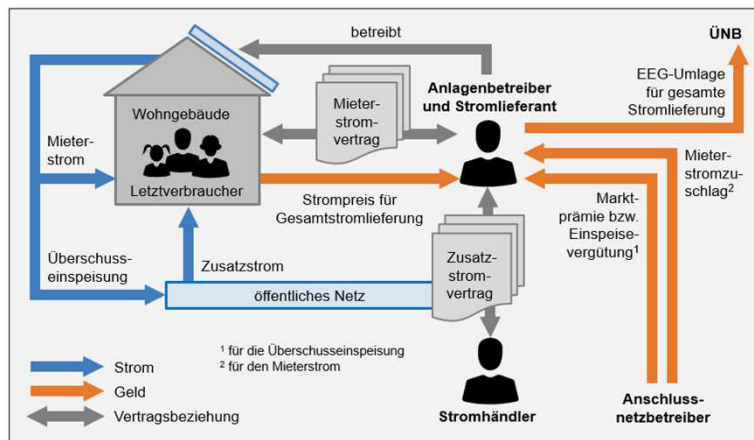 betreibt
ÜNB
EEG-Umlage
für gesamte
Stromlieferung
Anlagenbetreiber
und Stromlieferant
Wohngebäude
Mieter-
strom-
vertrag
Mieter-
strom
Letztverbraucher
Strompreis für
Gesamtstromlieferung
Mieter-
stromzu-
schlag²
Markt-
prämie bzw.
Einspeise-
vergütung¹
Überschuss-
einspeisung
Zusatzstrom
Zusatz-
strom-
vertrag
öffentliches Netz
¹ für die Überschusseinspeisung
² für den Mieterstrom
Strom
Geld
Vertragsbeziehung
Stromhändler
Anschluss-
netzbetreiber